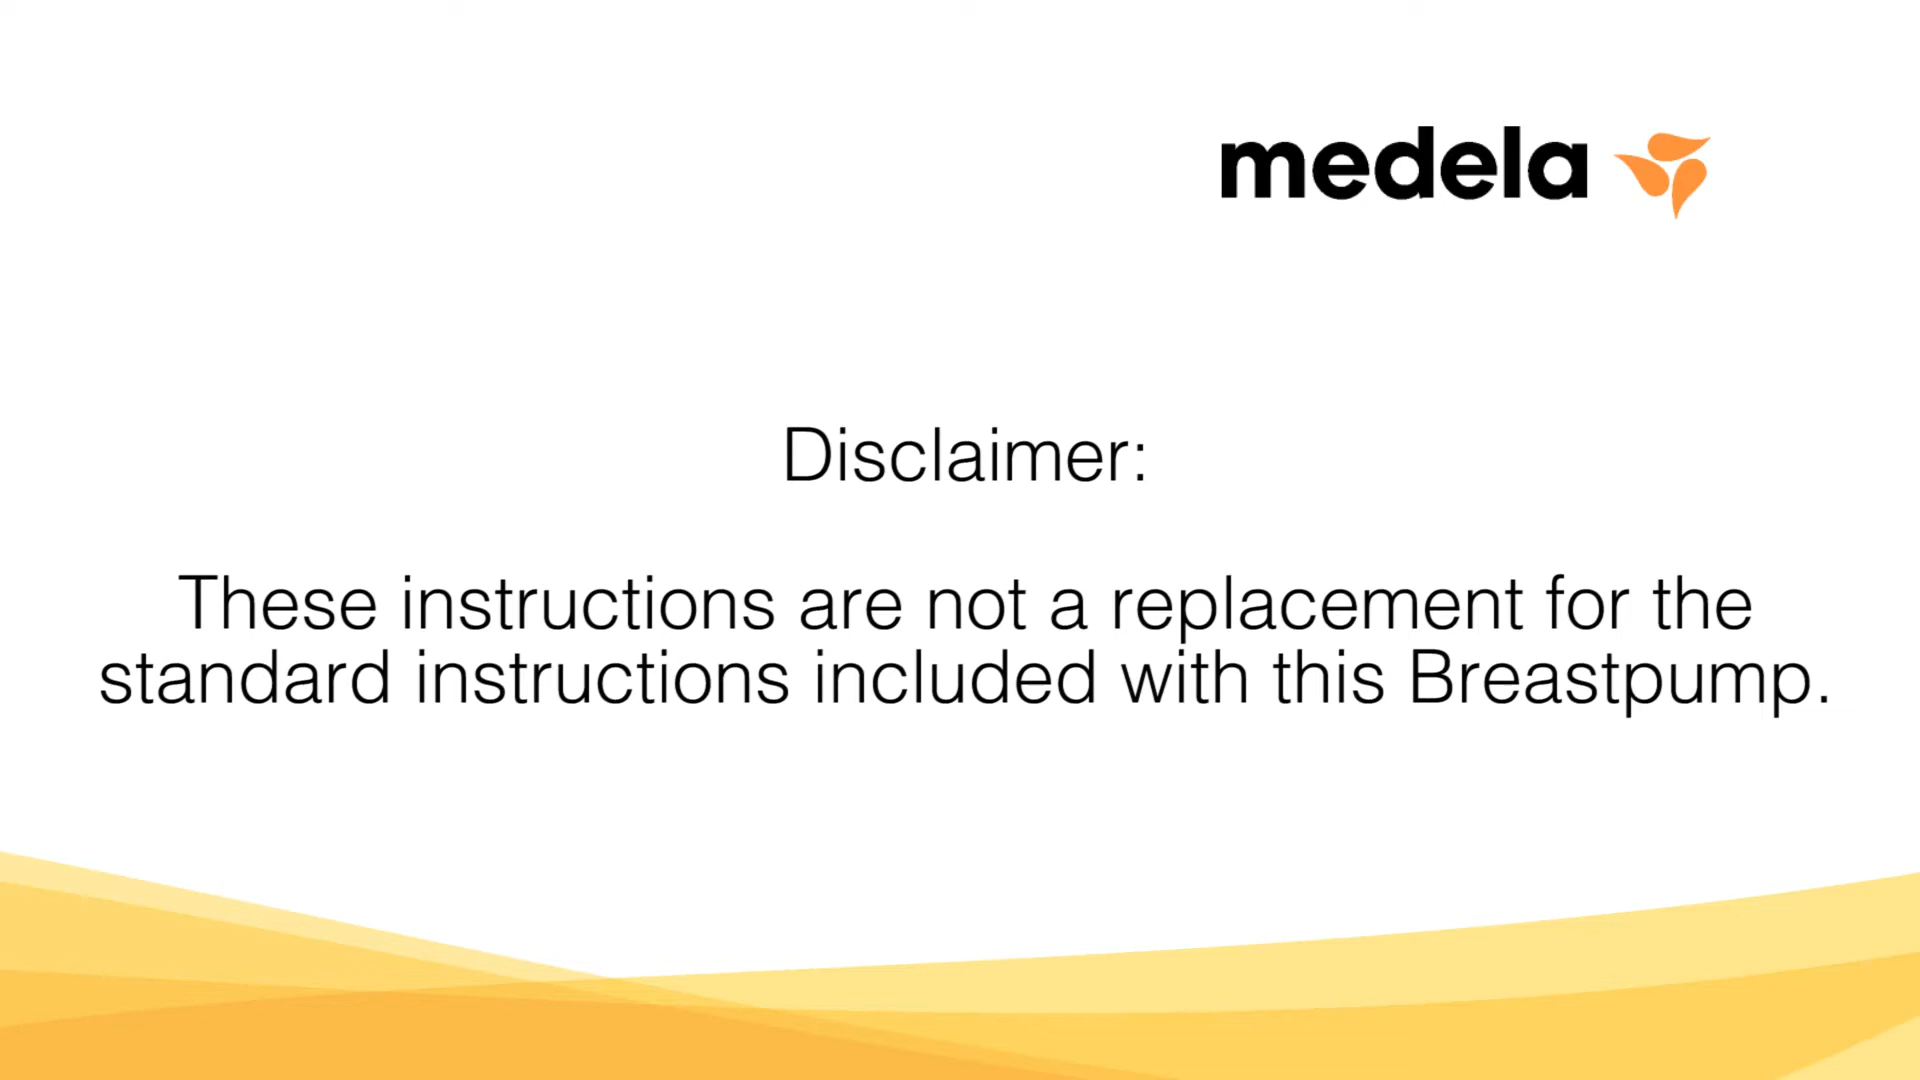 medela
Disclaimer:
These instructions are not a replacement for the
standard instructions included with this Breastpump.